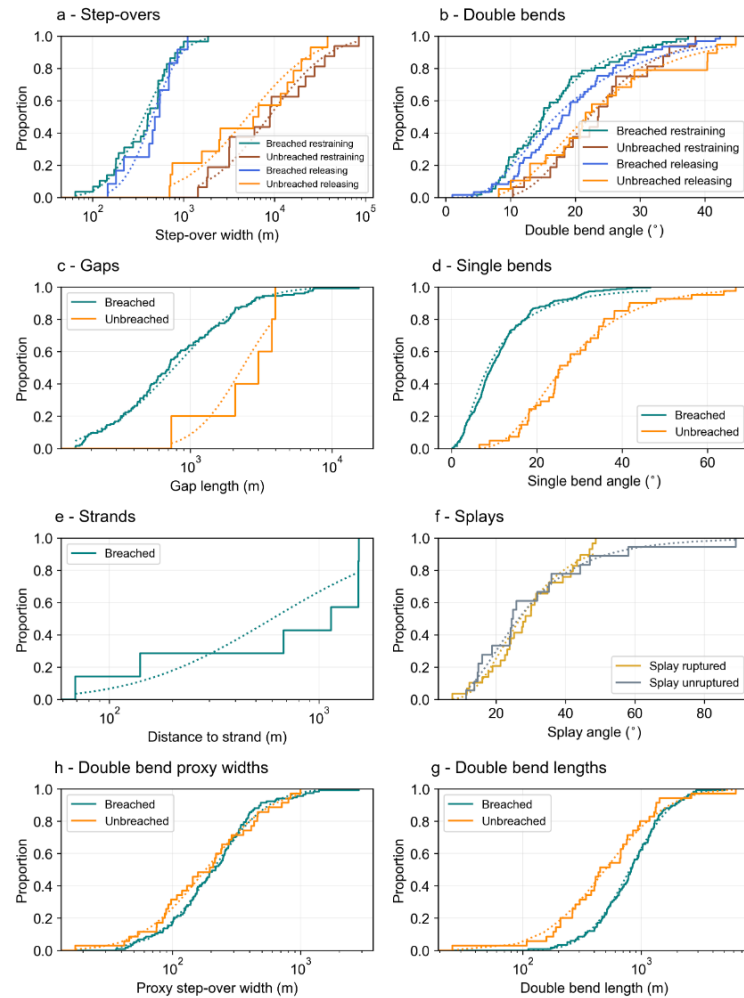 a - Step-overs
1.0
0.8
0.6
0.4
0.2
0.0
Proportion
Breached restraining
Unbreached restraining
Breached releasing
Unbreached releasing
10²
10³
10⁴
10⁵
Step-over width (m)
b - Double bends
1.0
0.8
0.6
0.4
0.2
0.0
Proportion
Breached restraining
Unbreached restraining
Breached releasing
Unbreached releasing
0
10
20
30
40
Double bend angle (°)
c - Gaps
1.0
0.8
0.6
0.4
0.2
0.0
Proportion
Breached
Unbreached
10³
10⁴
Gap length (m)
d - Single bends
1.0
0.8
0.6
0.4
0.2
0.0
Proportion
Breached
Unbreached
0
20
40
60
Single bend angle (°)
e - Strands
1.0
0.8
0.6
0.4
0.2
0.0
Proportion
Breached
10²
10³
Distance to strand (m)
f - Splays
1.0
0.8
0.6
0.4
0.2
0.0
Proportion
Splay ruptured
Splay unruptured
20
40
60
80
Splay angle (°)
h - Double bend proxy widths
1.0
0.8
0.6
0.4
0.2
0.0
Proportion
Breached
Unbreached
10²
10³
Proxy step-over width (m)
g - Double bend lengths
1.0
0.8
0.6
0.4
0.2
0.0
Proportion
Breached
Unbreached
10²
10³
Double bend length (m)